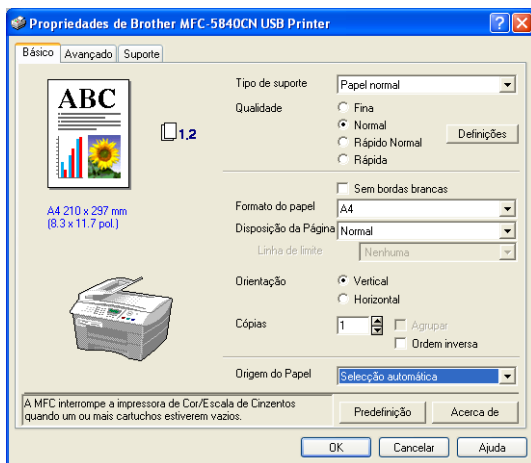 Propriedades de Brother MFC-5840CN USB Printer
Básico Avançado Suporte
ABC
1,2
A4 210 x 297 mm
(8.3 x 11.7 pol.)
Tipo de suporte Papel normal
Qualidade Fina
Normal
Rápido Normal
Rápida
Definições
Sem bordas brancas
Formato do papel A4
Disposição da Página Normal
Linha de limite Nenhuma
Orientação Vertical
Horizontal
Cópias 1 Agrupar
Ordem inversa
Origem do Papel Selecção automática
A MFC interrompe a impressora de Cor/Escala de Cinzentos
quando um ou mais cartuchos estiverem vazios.
Predefinição Acerca de
OK Cancelar Ajuda